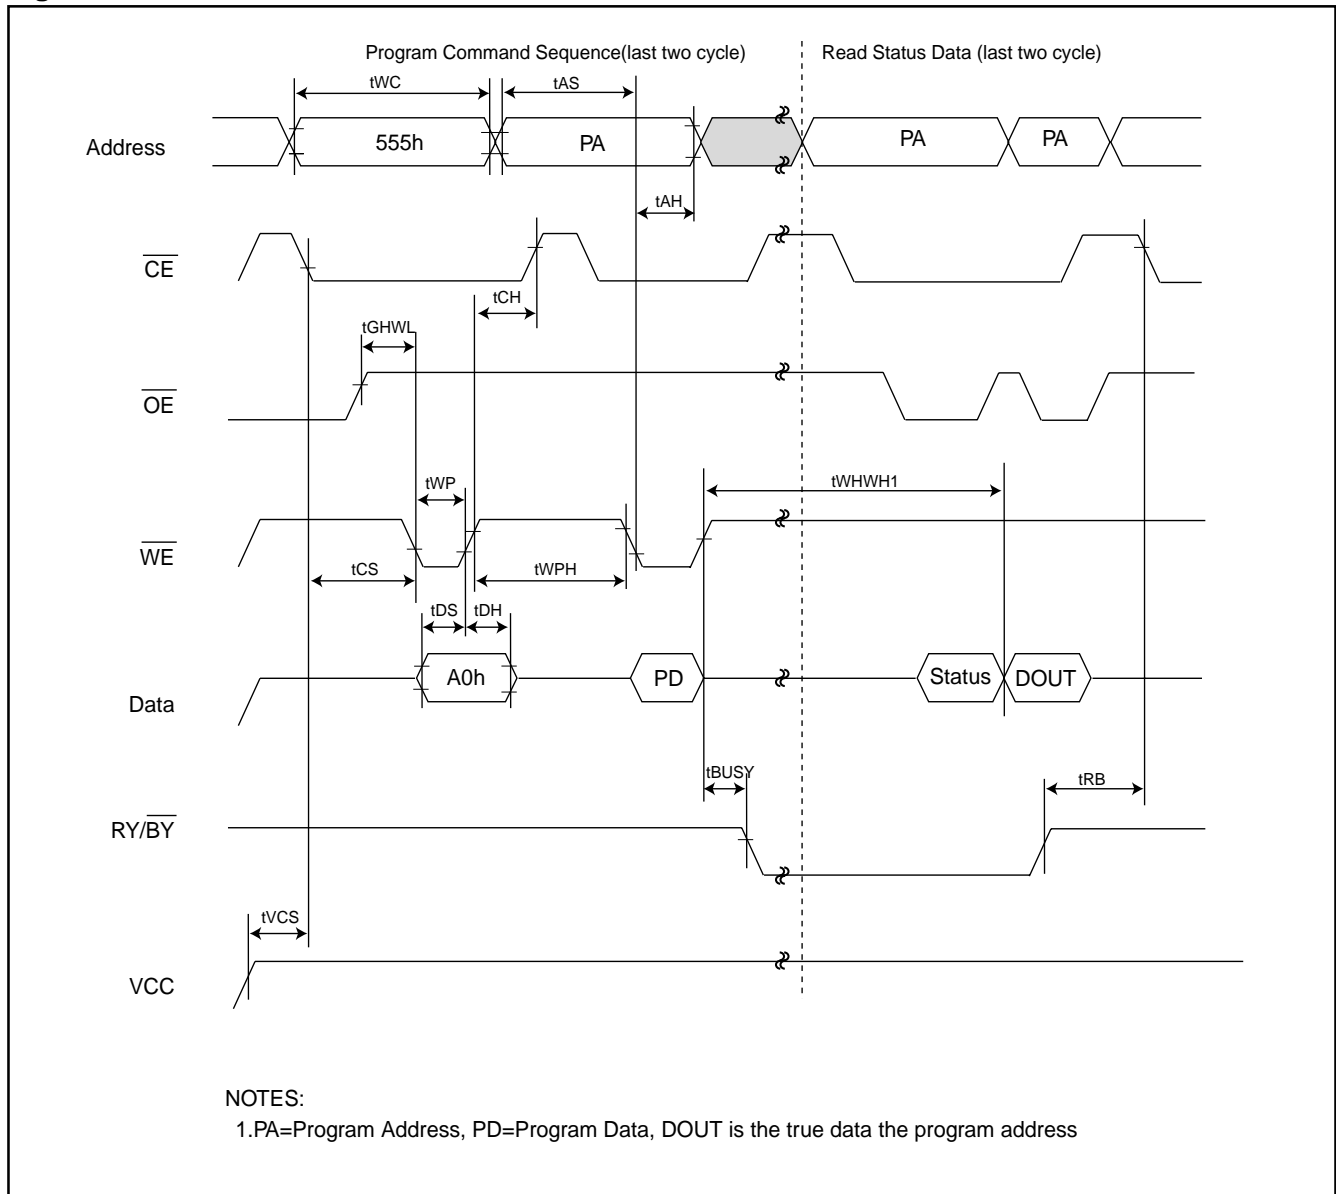 Program Command Sequence(last two cycle) Read Status Data (last two cycle)
tWC tAS
Address 555h PA PA PA
tAH
CE
tCH
tGHWL
OE
tWP tWHWH1
WE
tCS tWPH
tDS tDH
Data A0h PD Status DOUT
tBUSY tRB
RY/BY
tVCS
VCC
NOTES:
1.PA=Program Address, PD=Program Data, DOUT is the true data the program address